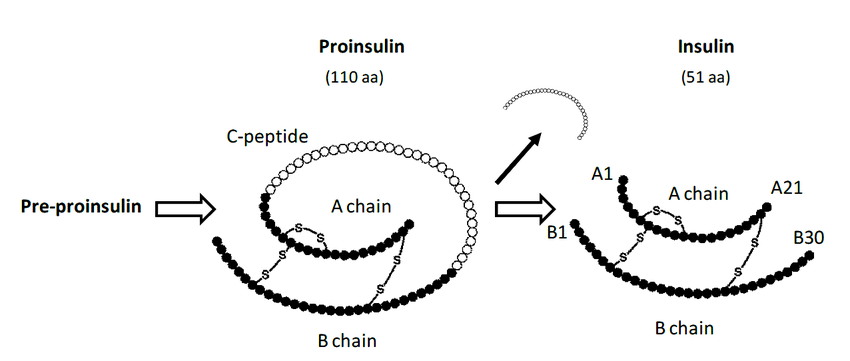 Proinsulin
(110 aa)
Insulin
(51 aa)
C-peptide
Pre-proinsulin
A chain
S
S
S
S
S
S
B chain
A1
A chain
A21
B1
B30
S
S
S
S
S
S
B chain